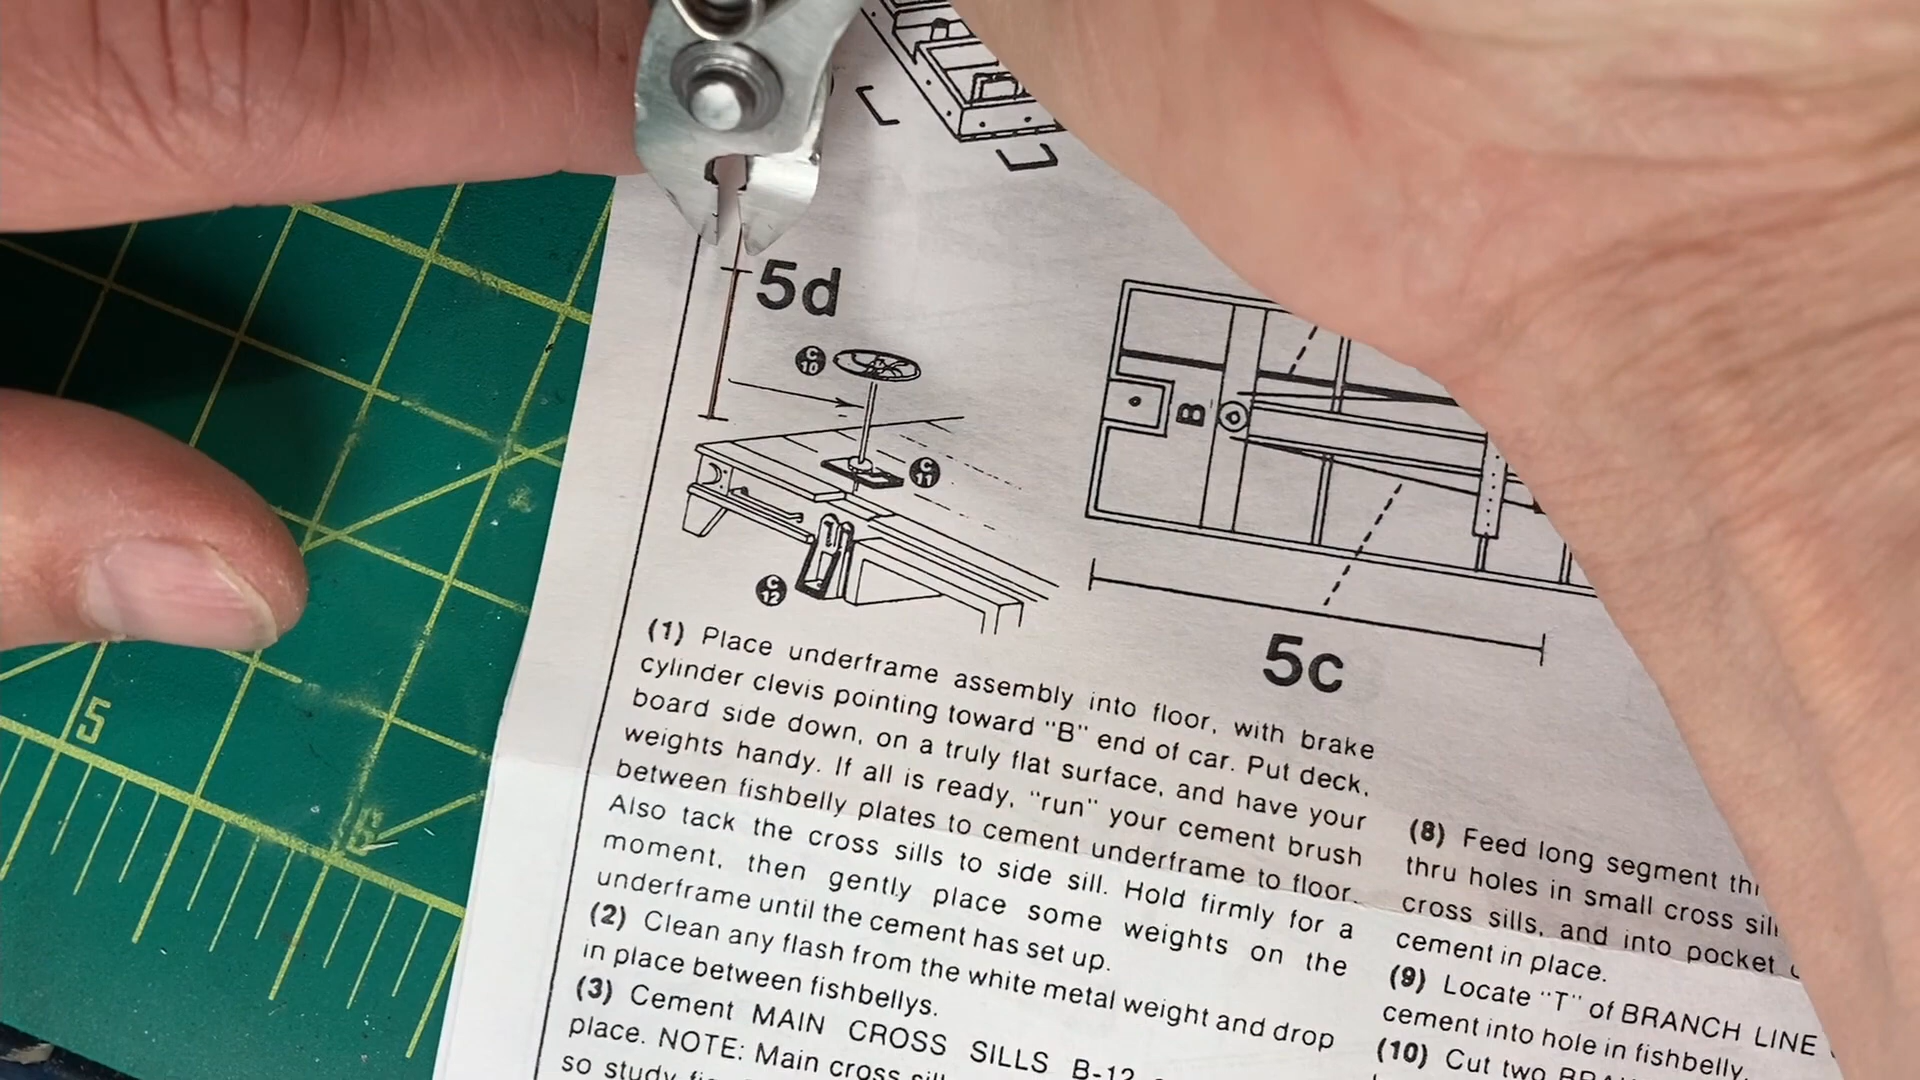 5d
C 10
C 11
C 12
B
5c
(1) Place underframe assembly into floor, with brake
cylinder clevis pointing toward "B" end of car. Put deck,
board side down, on a truly flat surface, and have your
weights handy. If all is ready, "run" your cement brush
between fishbelly plates to cement underframe to floor.
Also tack the cross sills to side sill. Hold firmly for a
moment, then gently place some weights on the
underframe until the cement has set up.
(2) Clean any flash from the white metal weight and drop
in place between fishbellys.
(3) Cement MAIN CROSS SILLS B-12
place. NOTE: Main cross sill
so study
(8) Feed long segment
thru holes in small cross
cross sills, and into pocket
cement in place.
(9) Locate "T" of BRANCH LINE
cement into hole in fishbelly.
(10) Cut two
5